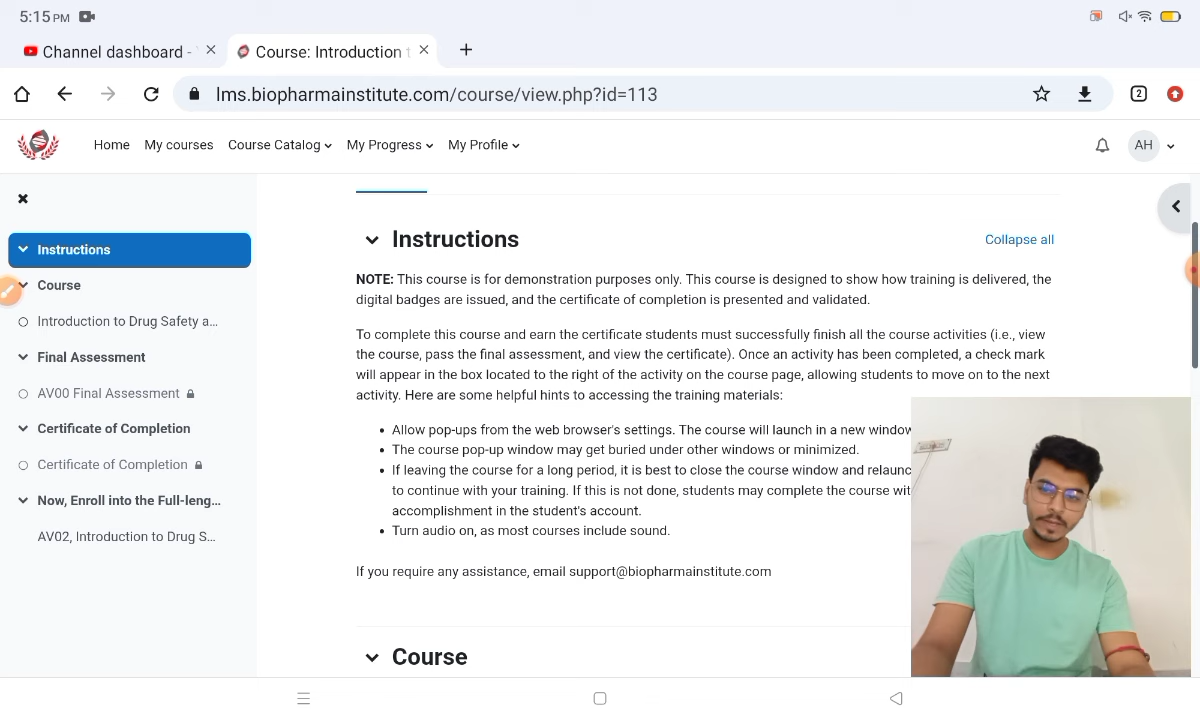 5:15 PM
Channel dashboard -
Course: Introduction t
lms.biopharmainstitute.com/course/view.php?id=113
2
Home My courses Course Catalog My Progress My Profile
AH
Instructions
Course
Introduction to Drug Safety a...
Final Assessment
AV00 Final Assessment
Certificate of Completion
Certificate of Completion
Now, Enroll into the Full-leng...
AV02, Introduction to Drug S...
Instructions
Collapse all
NOTE: This course is for demonstration purposes only. This course is designed to show how training is delivered, the
digital badges are issued, and the certificate of completion is presented and validated.
To complete this course and earn the certificate students must successfully finish all the course activities (i.e., view
the course, pass the final assessment, and view the certificate). Once an activity has been completed, a check mark
will appear in the box located to the right of the activity on the course page, allowing students to move on to the next
activity. Here are some helpful hints to accessing the training materials:
• Allow pop-ups from the web browser's settings. The course will launch in a new window
• The course pop-up window may get buried under other windows or minimized.
• If leaving the course for a long period, it is best to close the course window and relaunc
to continue with your training. If this is not done, students may complete the course wit
accomplishment in the student's account.
• Turn audio on, as most courses include sound.
If you require any assistance, email support@biopharmainstitute.com
Course